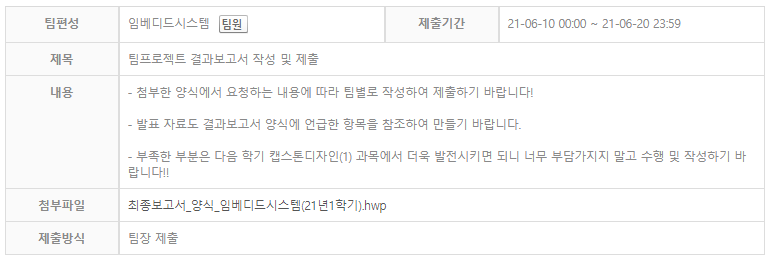 팀편성 임베디드시스템 팀원 제출기간 21-06-10 00:00 ~ 21-06-20 23:59
제목 팀프로젝트 결과보고서 작성 및 제출
내용 - 첨부한 양식에서 요청하는 내용에 따라 팀별로 작성하여 제출하기 바랍니다!
- 발표 자료도 결과보고서 양식에 언급한 항목을 참조하여 만들기 바랍니다.
- 부족한 부분은 다음 학기 캡스톤디자인(1) 과목에서 더욱 발전시키면 되니 너무 부담가지지 말고 수행 및 작성하기 바
랍니다!!
첨부파일 최종보고서_양식_임베디드시스템(21년1학기).hwp
제출방식 팀장 제출